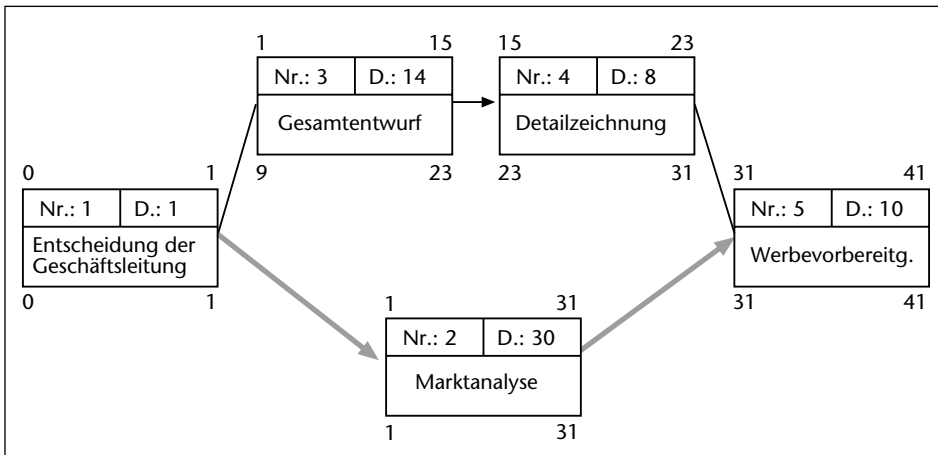 1 15
Nr.: 3 D.: 14
Gesamtentwurf
9 23
15 23
Nr.: 4 D.: 8
Detailzeichnung
23 31
0 1
Nr.: 1 D.: 1
Entscheidung der
Geschäftsleitung
0 1
1 31
Nr.: 2 D.: 30
Marktanalyse
1 31
31 41
Nr.: 5 D.: 10
Werbevorbereitg.
31 41